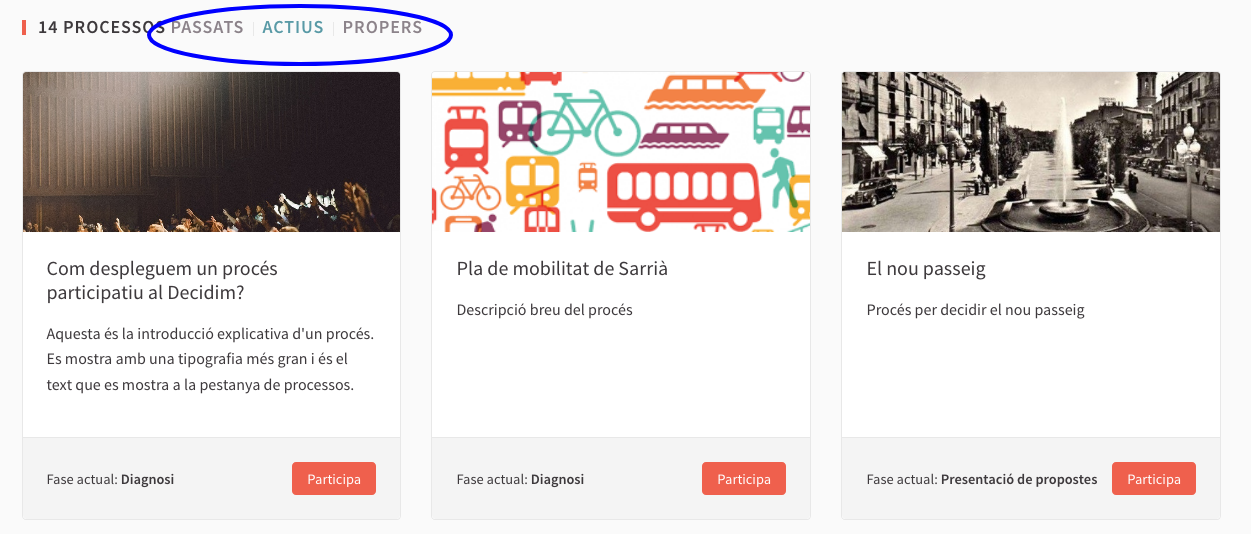 14 PROCESSOS PASSATS ACTIUS PROPERS
Com despleguem un procés
participatiu al Decidim?
Aquesta és la introducció explicativa d'un procés.
Es mostra amb una tipografia més gran i és el
text que es mostra a la pestanya de processos.
Fase actual: Diagnosi
Participa
Pla de mobilitat de Sarrià
Descripció breu del procés
Fase actual: Diagnosi
Participa
El nou passeig
Procés per decidir el nou passeig
Fase actual: Presentació de propostes
Participa